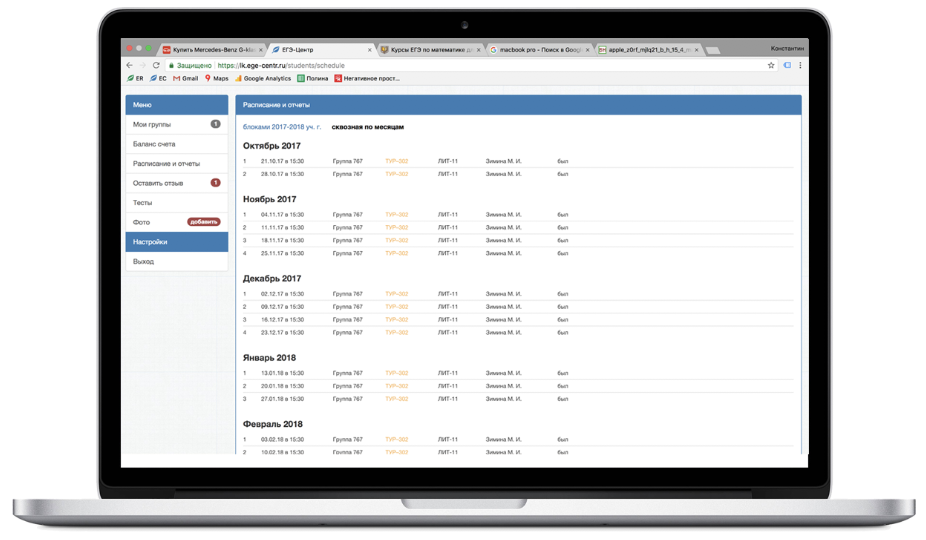 Купить Mercedes-Benz G-клас × ЕГЭ-Центр × Курсы ЕГЭ по математике дл × macbook pro - Поиск в Googl × apple_z0rf_mjlq21_b_h_15_4_m × Константин
Защищено https://lk.ege-centr.ru/students/schedule
ER EC Gmail Maps Google Analytics Полина Негативное прост...
Меню
Мои группы 1
Баланс счета
Расписание и отчеты
Оставить отзыв 1
Тесты
Фото добавить
Настройки
Выход
Расписание и отчеты
блоками 2017-2018 уч. г. сквозная по месяцам
Октябрь 2017
1 21.10.17 в 15:30 Группа 767 ТУР-302 ЛИТ-11 Зимина М. И. был
2 28.10.17 в 15:30 Группа 767 ТУР-302 ЛИТ-11 Зимина М. И. был
Ноябрь 2017
1 04.11.17 в 15:30 Группа 767 ТУР-302 ЛИТ-11 Зимина М. И. был
2 11.11.17 в 15:30 Группа 767 ТУР-302 ЛИТ-11 Зимина М. И. был
3 18.11.17 в 15:30 Группа 767 ТУР-302 ЛИТ-11 Зимина М. И. был
4 25.11.17 в 15:30 Группа 767 ТУР-302 ЛИТ-11 Зимина М. И. был
Декабрь 2017
1 02.12.17 в 15:30 Группа 767 ТУР-302 ЛИТ-11 Зимина М. И. был
2 09.12.17 в 15:30 Группа 767 ТУР-302 ЛИТ-11 Зимина М. И. был
3 16.12.17 в 15:30 Группа 767 ТУР-302 ЛИТ-11 Зимина М. И. был
4 23.12.17 в 15:30 Группа 767 ТУР-302 ЛИТ-11 Зимина М. И. был
Январь 2018
1 13.01.18 в 15:30 Группа 767 ТУР-302 ЛИТ-11 Зимина М. И. был
2 20.01.18 в 15:30 Группа 767 ТУР-302 ЛИТ-11 Зимина М. И. был
3 27.01.18 в 15:30 Группа 767 ТУР-302 ЛИТ-11 Зимина М. И. был
Февраль 2018
1 03.02.18 в 15:30 Группа 767 ТУР-302 ЛИТ-11 Зимина М. И. был
2 10.02.18 в 15:30 Группа 767 ТУР-302 ЛИТ-11 Зимина М. И. был